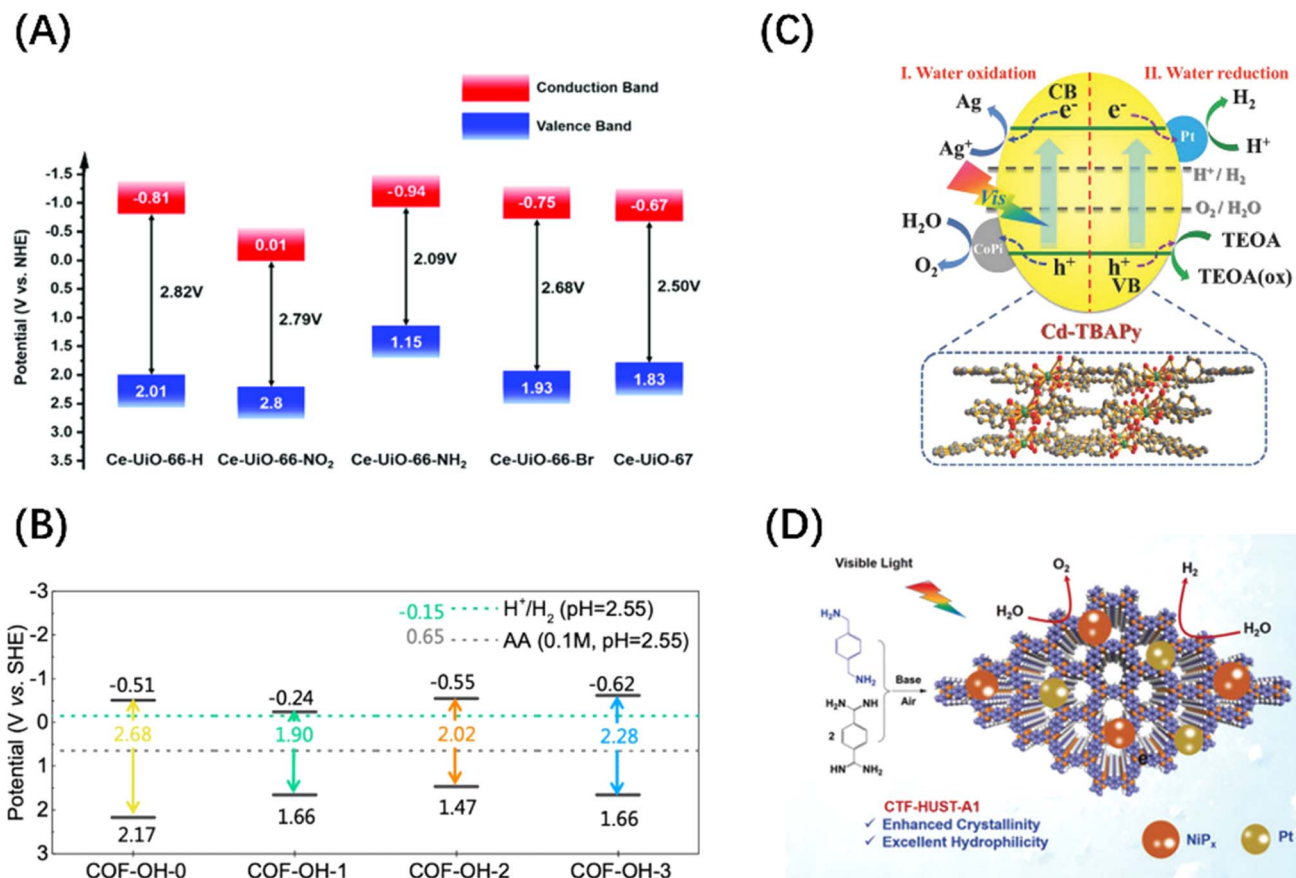 (A)
Conduction Band
Valence Band
Potential (V vs. NHE)
-1.5
-1.0
-0.5
0.0
0.5
1.0
1.5
2.0
2.5
3.0
3.5
-0.81
2.82V
2.01
0.01
2.79V
2.8
-0.94
2.09V
1.15
-0.75
2.68V
1.93
-0.67
2.50V
1.83
Ce-UiO-66-H Ce-UiO-66-NO₂ Ce-UiO-66-NH₂ Ce-UiO-66-Br Ce-UiO-67
(B)
Potential (V vs. SHE)
-3
-2
-1
0
1
2
3
-0.15 H⁺/H₂ (pH=2.55)
0.65 AA (0.1M, pH=2.55)
-0.51 -0.24 -0.55 -0.62
2.68 1.90 2.02 2.28
2.17 1.66 1.47 1.66
COF-OH-0 COF-OH-1 COF-OH-2 COF-OH-3
(C)
I. Water oxidation II. Water reduction
CB
Ag e⁻ e⁻ H₂
Ag⁺ Pt H⁺
H⁺/ H₂
Vis
O₂ / H₂O
H₂O CoPi TEOA
O₂ h⁺ h⁺ TEOA(ox)
VB
Cd-TBAPy
(D)
Visible Light
O₂ H₂
H₂O H₂O
H₂N
NH₂
Base
Air
H₂N NH
2
HN NH₂
e
CTF-HUST-A1
✓ Enhanced Crystallinity
✓ Excellent Hydrophilicity
NiPₓ Pt